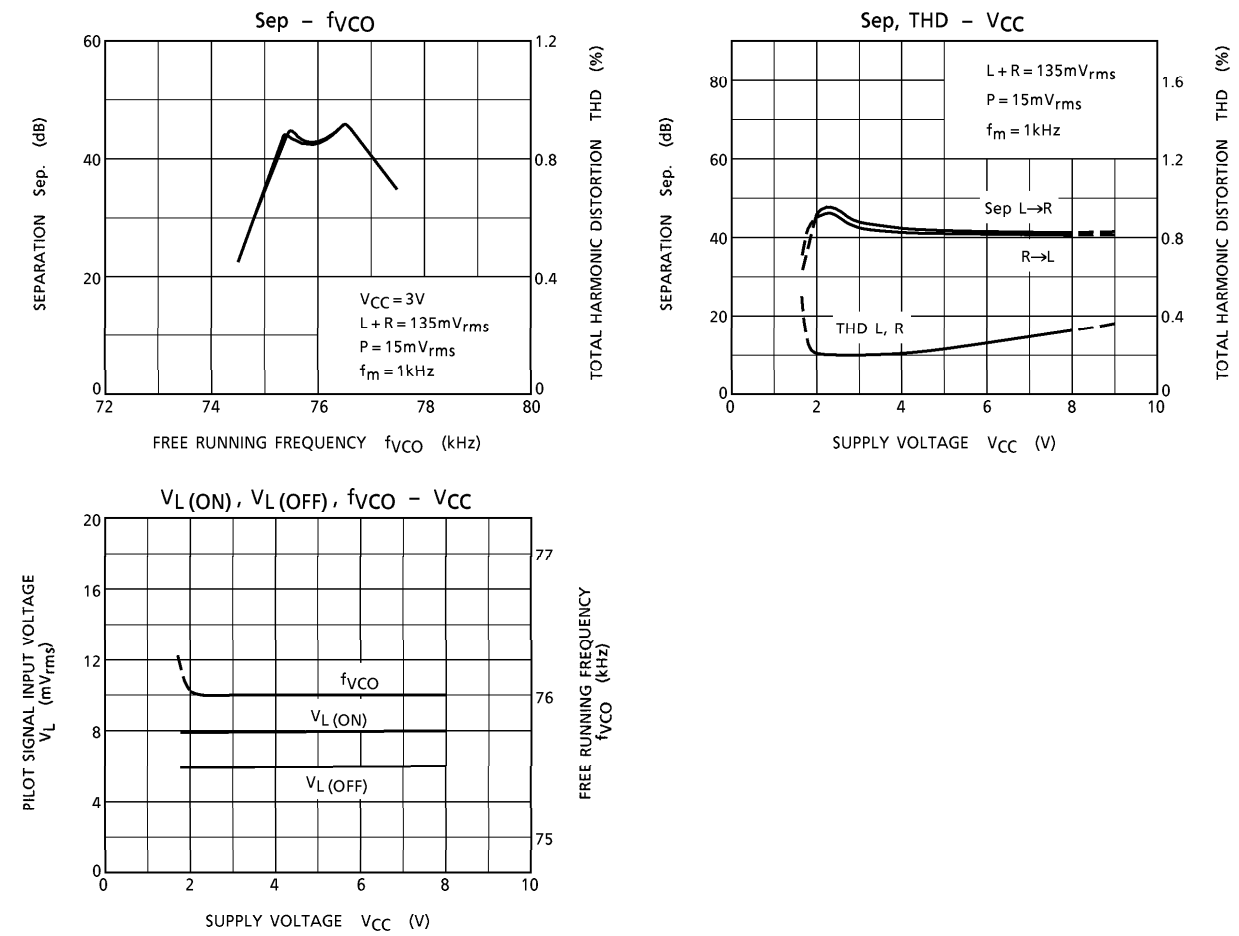 Sep – fVCO
60
40
20
0
1.2
0.8
0.4
0
SEPARATION Sep. (dB)
TOTAL HARMONIC DISTORTION THD (%)
VCC = 3V
L + R = 135mVrms
P = 15mVrms
fm = 1kHz
72 74 76 78 80
FREE RUNNING FREQUENCY fVCO (kHz)
Sep, THD – VCC
80
60
40
20
0
1.6
1.2
0.8
0.4
0
SEPARATION Sep. (dB)
TOTAL HARMONIC DISTORTION THD (%)
L + R = 135mVrms
P = 15mVrms
fm = 1kHz
Sep L→R
R→L
THD L, R
0 2 4 6 8 10
SUPPLY VOLTAGE VCC (V)
VL (ON) , VL (OFF) , fVCO – VCC
20
16
12
8
4
0
77
76
75
PILOT SIGNAL INPUT VOLTAGE
VL (mVrms)
FREE RUNNING FREQUENCY
fVCO (kHz)
fVCO
VL (ON)
VL (OFF)
0 2 4 6 8 10
SUPPLY VOLTAGE VCC (V)